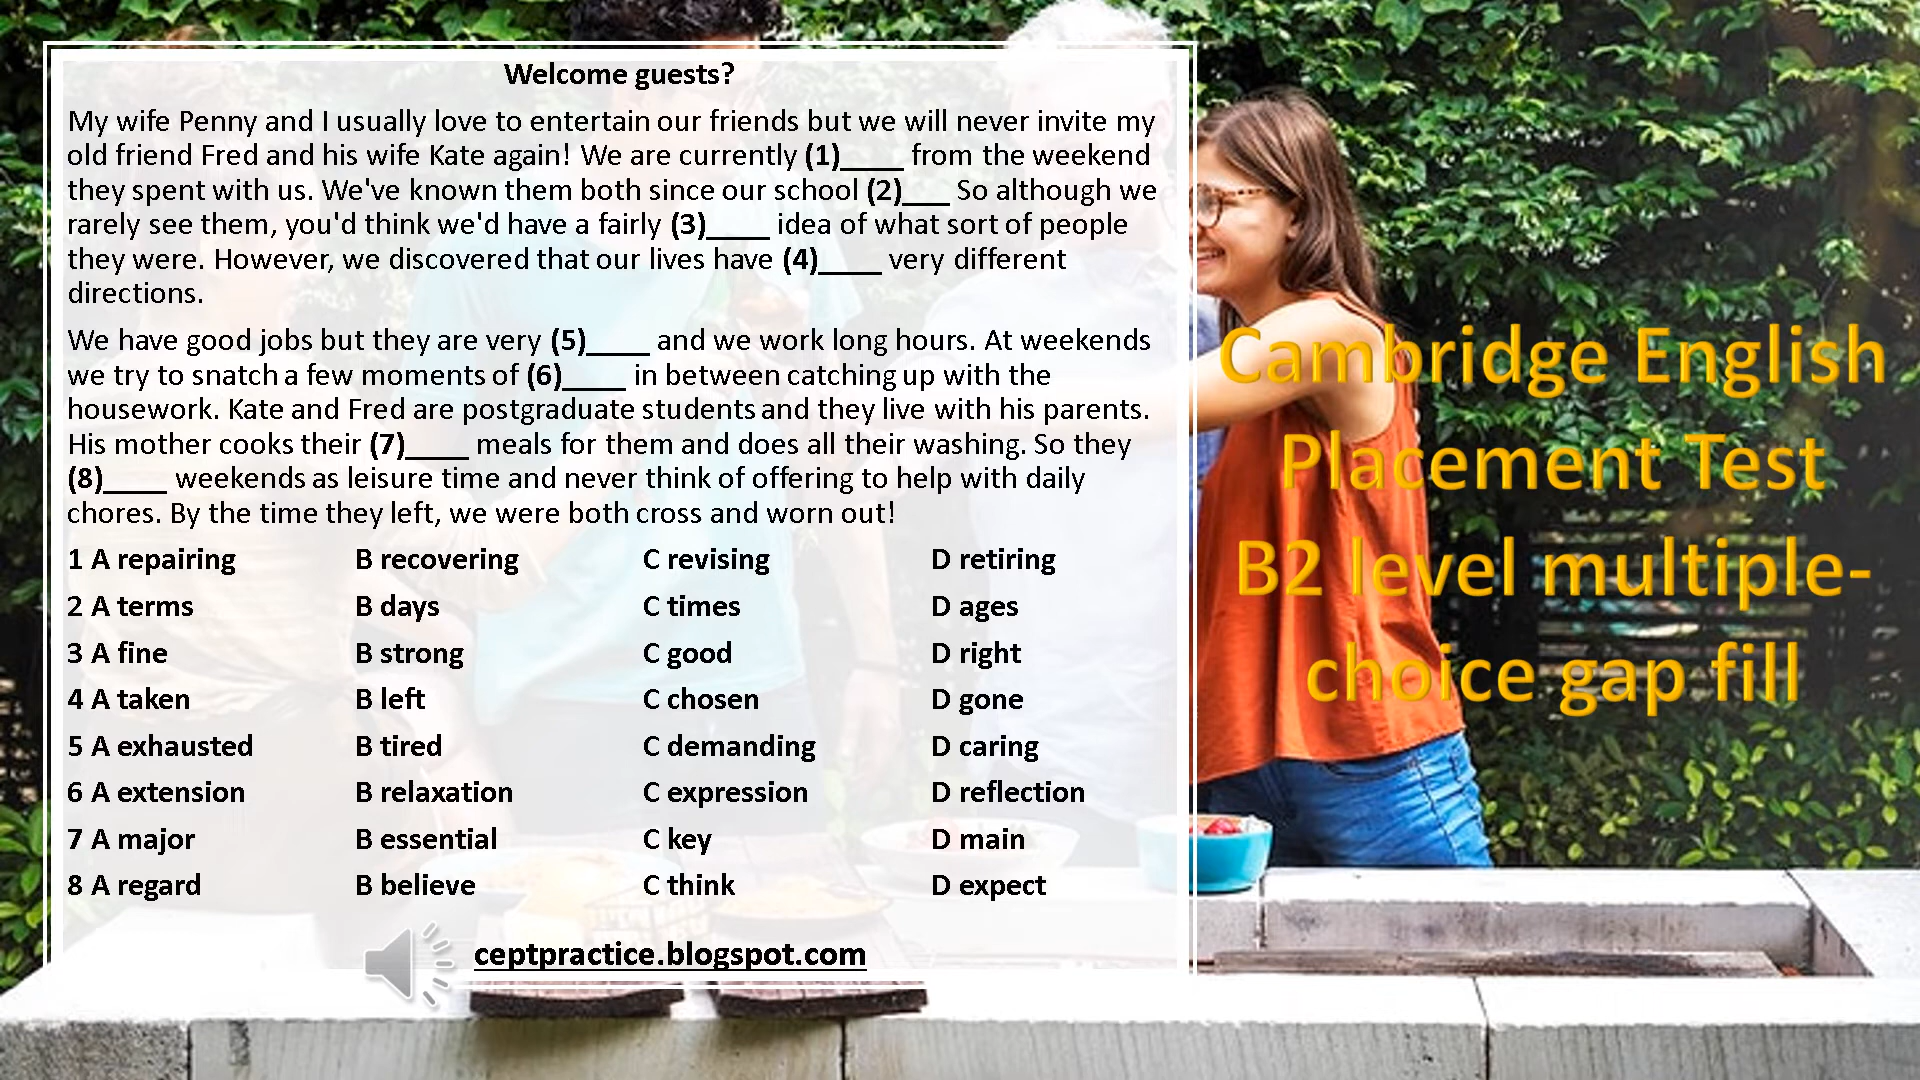 Welcome guests?
My wife Penny and I usually love to entertain our friends but we will never invite my
old friend Fred and his wife Kate again! We are currently (1)____ from the weekend
they spent with us. We've known them both since our school (2)___ So although we
rarely see them, you'd think we'd have a fairly (3)____ idea of what sort of people
they were. However, we discovered that our lives have (4)____ very different
directions.
We have good jobs but they are very (5)____ and we work long hours. At weekends
we try to snatch a few moments of (6)____ in between catching up with the
housework. Kate and Fred are postgraduate students and they live with his parents.
His mother cooks their (7)____ meals for them and does all their washing. So they
(8)____ weekends as leisure time and never think of offering to help with daily
chores. By the time they left, we were both cross and worn out!
1 A repairing B recovering C revising D retiring
2 A terms B days C times D ages
3 A fine B strong C good D right
4 A taken B left C chosen D gone
5 A exhausted B tired C demanding D caring
6 A extension B relaxation C expression D reflection
7 A major B essential C key D main
8 A regard B believe C think D expect
ceptpractice.blogspot.com
Cambridge English
Placement Test
B2 level multiple-
choice gap fill